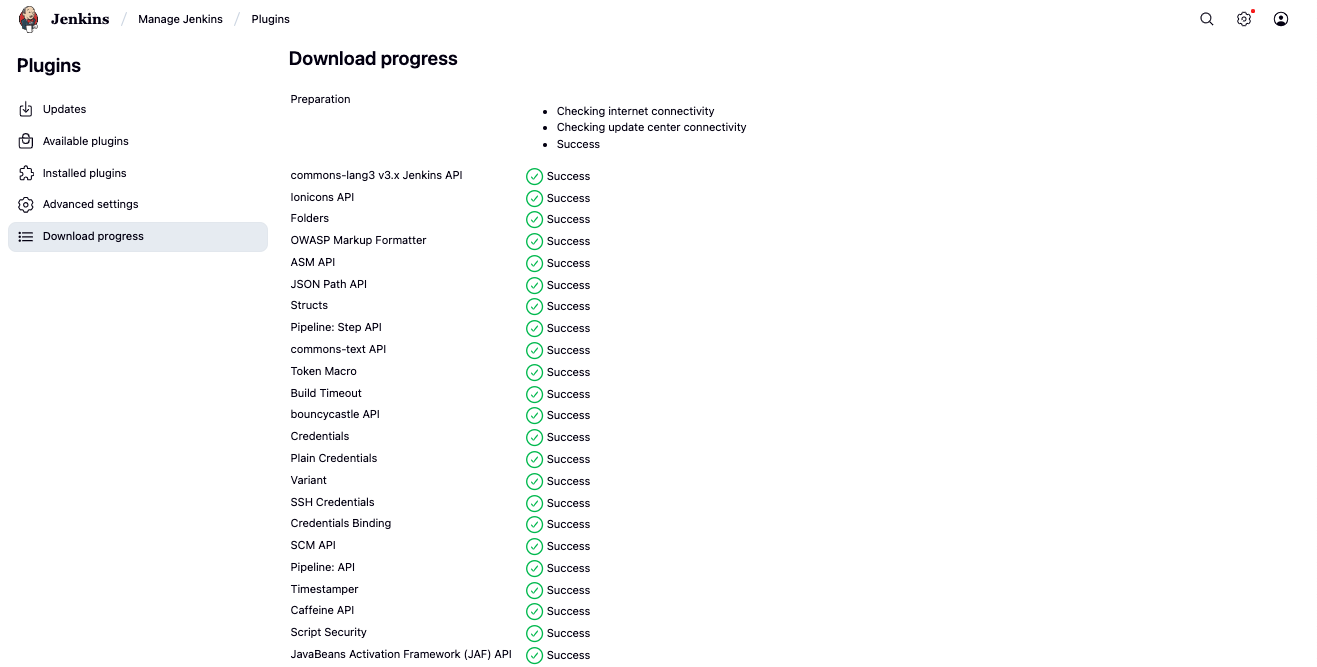 Jenkins / Manage Jenkins / Plugins
Plugins
Updates
Available plugins
Installed plugins
Advanced settings
Download progress
Download progress
Preparation
• Checking internet connectivity
• Checking update center connectivity
• Success
commons-lang3 v3.x Jenkins API Success
Ionicons API Success
Folders Success
OWASP Markup Formatter Success
ASM API Success
JSON Path API Success
Structs Success
Pipeline: Step API Success
commons-text API Success
Token Macro Success
Build Timeout Success
bouncycastle API Success
Credentials Success
Plain Credentials Success
Variant Success
SSH Credentials Success
Credentials Binding Success
SCM API Success
Pipeline: API Success
Timestamper Success
Caffeine API Success
Script Security Success
JavaBeans Activation Framework (JAF) API Success